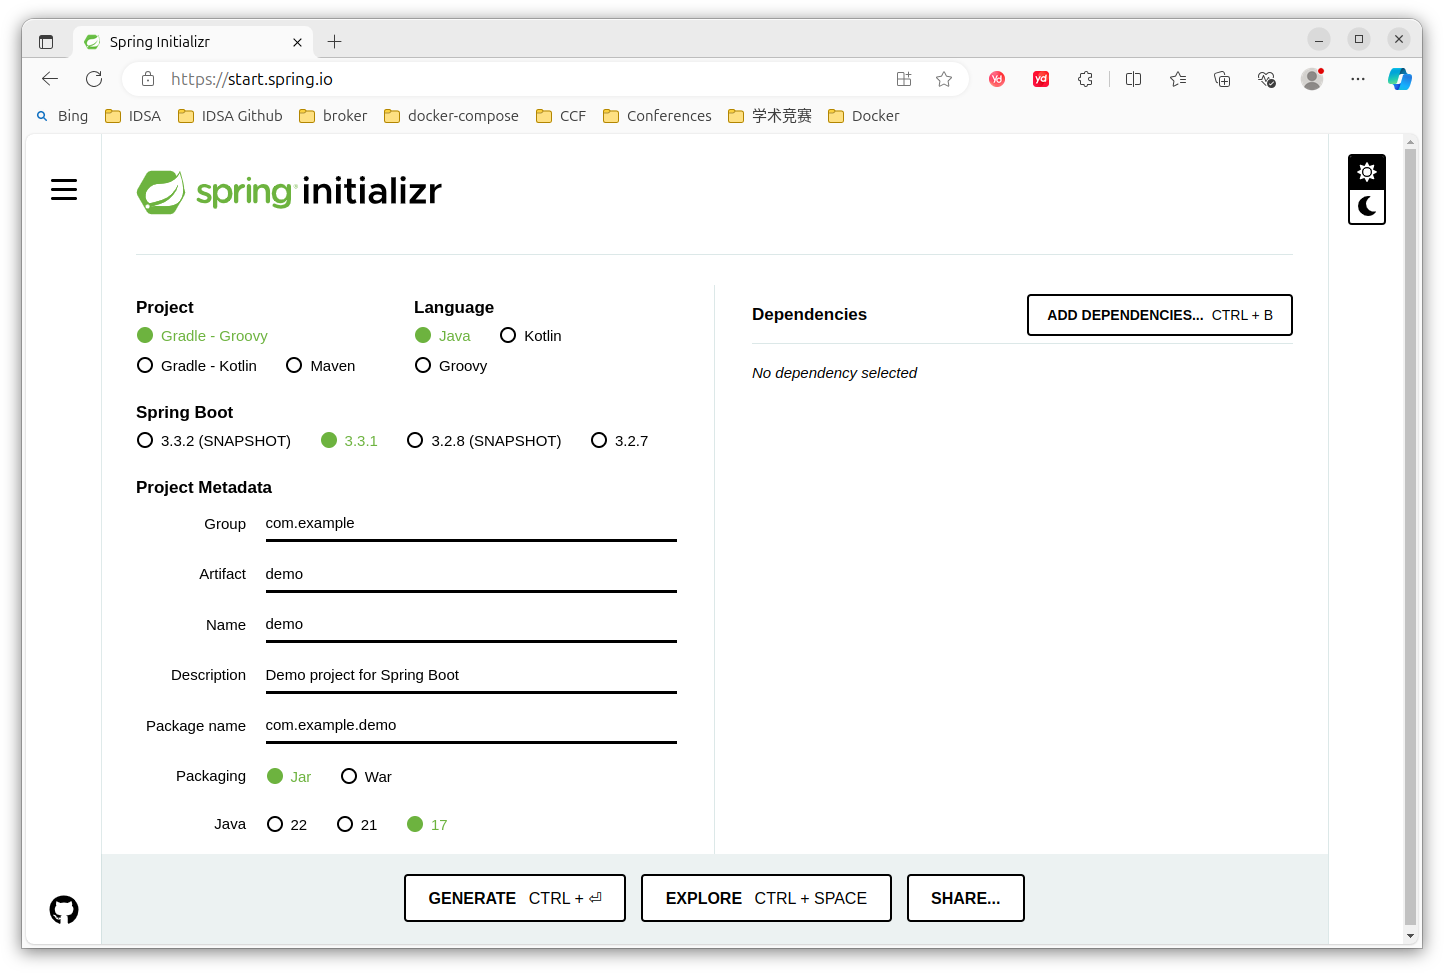 Spring Initializr
https://start.spring.io
Bing IDSA IDSA Github broker docker-compose CCF Conferences 学术竞赛 Docker
spring initializr
Project
Gradle - Groovy
Gradle - Kotlin Maven
Language
Java Kotlin
Groovy
Spring Boot
3.3.2 (SNAPSHOT) 3.3.1 3.2.8 (SNAPSHOT) 3.2.7
Project Metadata
Group com.example
Artifact demo
Name demo
Description Demo project for Spring Boot
Package name com.example.demo
Packaging Jar War
Java 22 21 17
Dependencies
ADD DEPENDENCIES... CTRL + B
No dependency selected
GENERATE CTRL + ⏎ EXPLORE CTRL + SPACE SHARE...